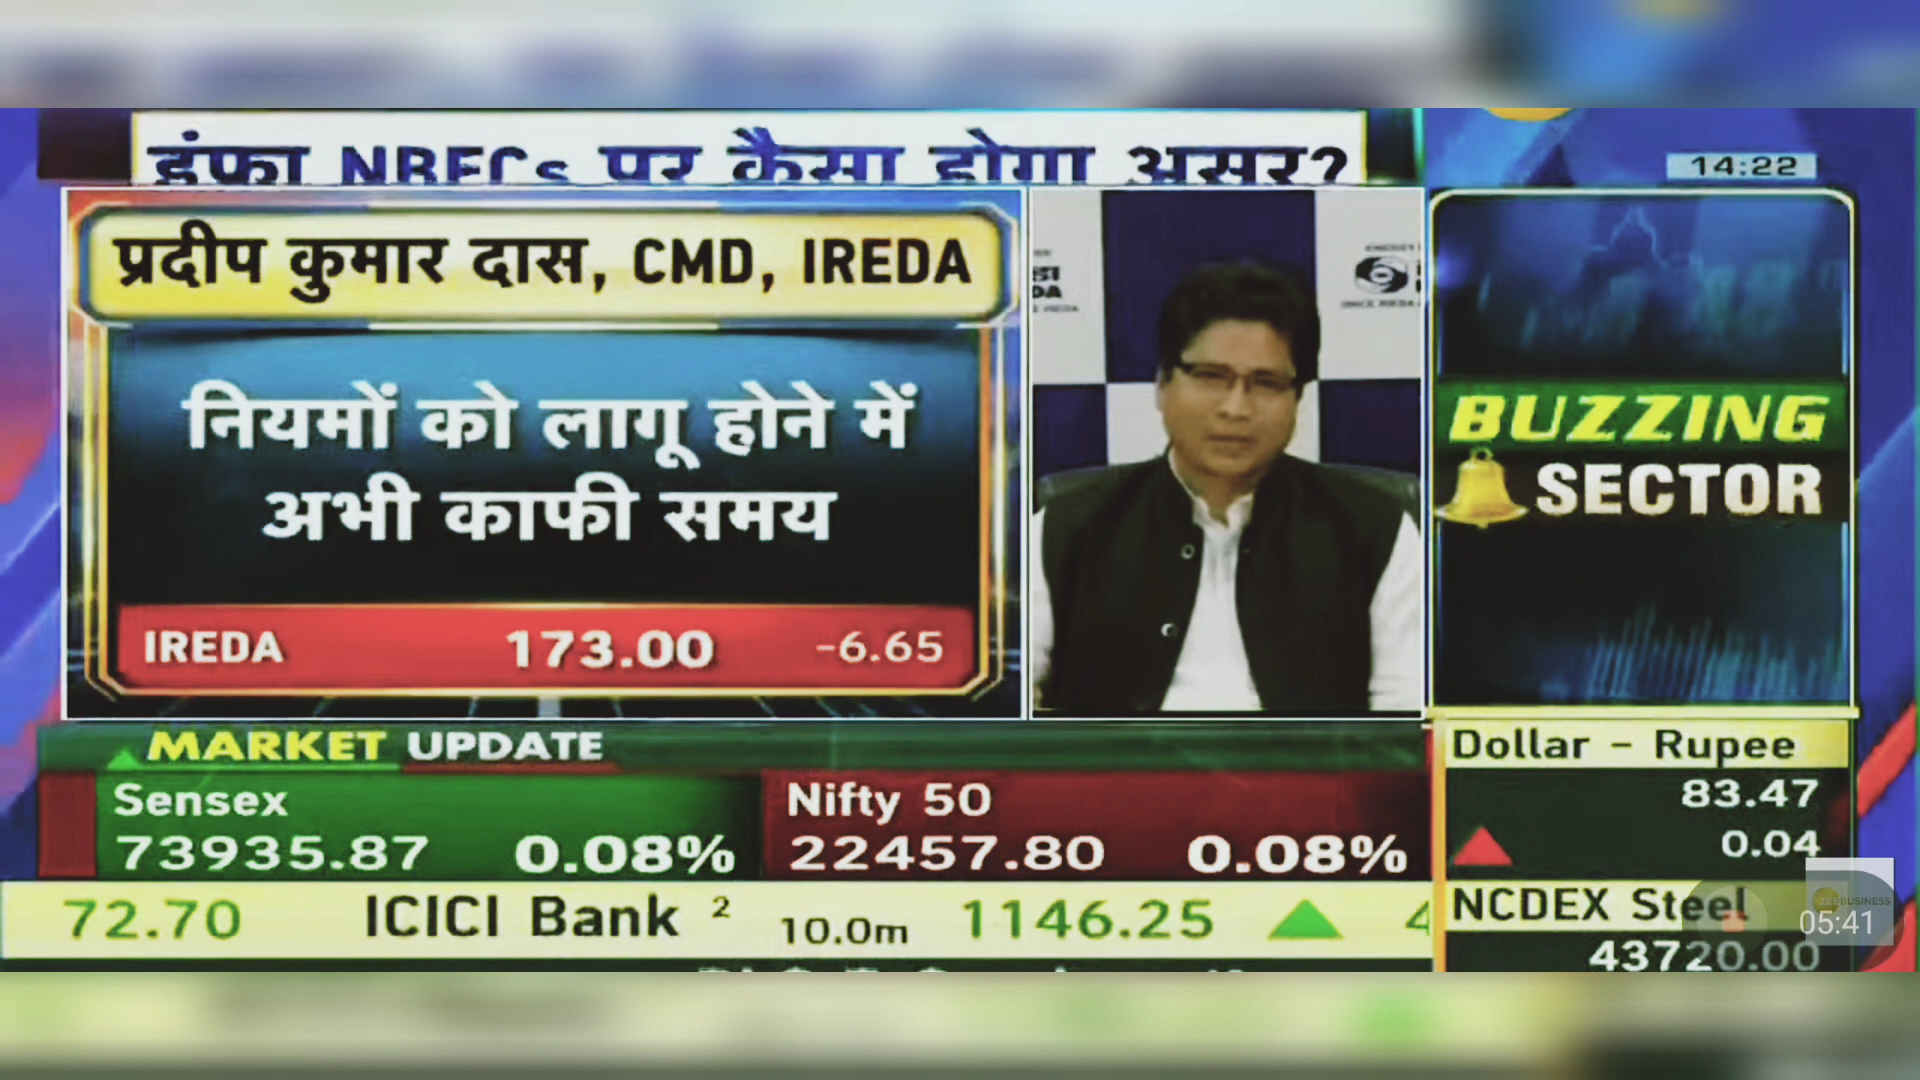 इंफ्रा NBFCs पर कैसा होगा असर?
14:22
प्रदीप कुमार दास, CMD, IREDA
नियमों को लागू होने में
अभी काफी समय
IREDA 173.00 -6.65
BUZZING
SECTOR
MARKET UPDATE
Sensex
73935.87 0.08%
Nifty 50
22457.80 0.08%
Dollar - Rupee
83.47
0.04
NCDEX Steel
43720.00
72.70 ICICI Bank 2 10.0m 1146.25 4
ZEEBUSINESS
05:41